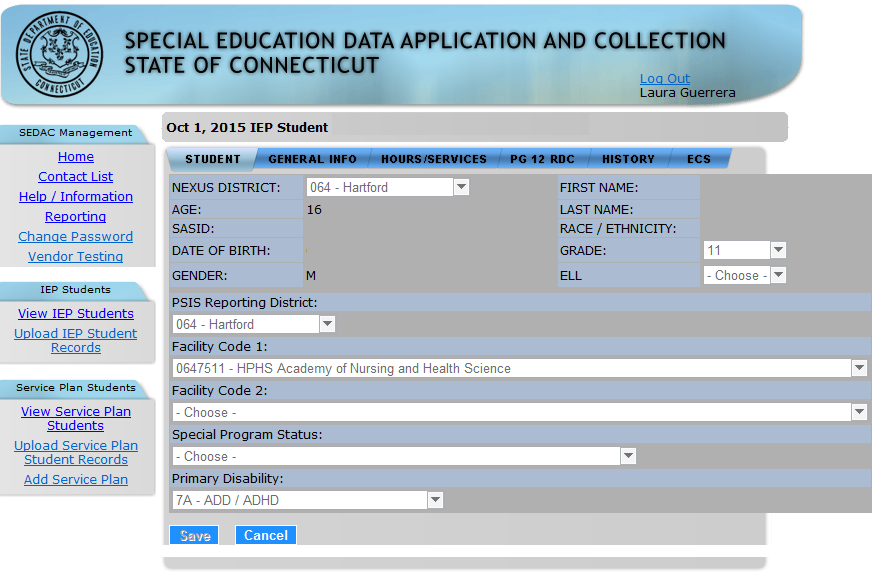 STATE DEPARTMENT OF EDUCATION
CONNECTICUT
SPECIAL EDUCATION DATA APPLICATION AND COLLECTION
STATE OF CONNECTICUT
Log Out
Laura Guerrera
SEDAC Management
Home
Contact List
Help / Information
Reporting
Change Password
Vendor Testing
IEP Students
View IEP Students
Upload IEP Student
Records
Service Plan Students
View Service Plan
Students
Upload Service Plan
Student Records
Add Service Plan
Oct 1, 2015 IEP Student
STUDENT GENERAL INFO HOURS/SERVICES PG 12 RDC HISTORY ECS
NEXUS DISTRICT: 064 - Hartford FIRST NAME:
AGE: 16 LAST NAME:
SASID: RACE / ETHNICITY:
DATE OF BIRTH: GRADE: 11
GENDER: M ELL - Choose -
PSIS Reporting District:
064 - Hartford
Facility Code 1:
0647511 - HPHS Academy of Nursing and Health Science
Facility Code 2:
- Choose -
Special Program Status:
- Choose -
Primary Disability:
7A - ADD / ADHD
Save Cancel